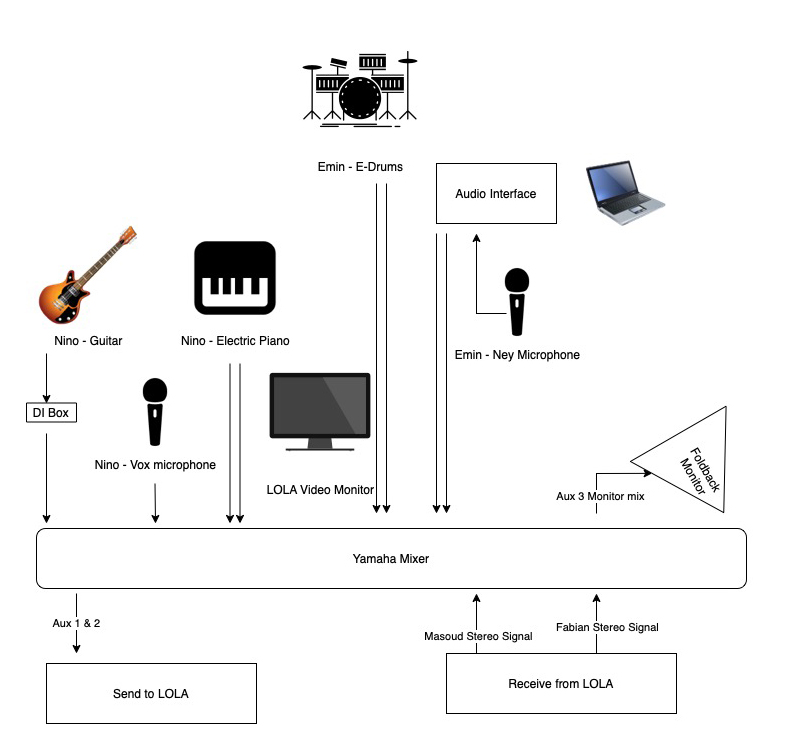 Emin - E-Drums
Audio Interface
Nino - Guitar
Nino - Electric Piano
Emin - Ney Microphone
DI Box
Nino - Vox microphone
LOLA Video Monitor
Foldback
Monitor
Aux 3 Monitor mix
Yamaha Mixer
Aux 1 & 2
Masoud Stereo Signal
Fabian Stereo Signal
Send to LOLA
Receive from LOLA